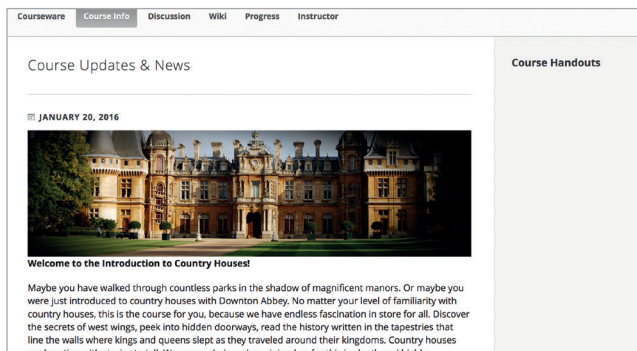 Courseware Course Info Discussion Wiki Progress Instructor
Course Updates & News
Course Handouts
JANUARY 20, 2016
Welcome to the Introduction to Country Houses!
Maybe you have walked through countless parks in the shadow of magnificent manors. Or maybe you
were just introduced to country houses with Downton Abbey. No matter your level of familiarity with
country houses, this is the course for you, because we have endless fascination in store for all. Discover
the secrets of west wings, peek into hidden doorways, read the history written in the tapestries that
line the walls where kings and queens slept as they traveled around their kingdoms. Country houses